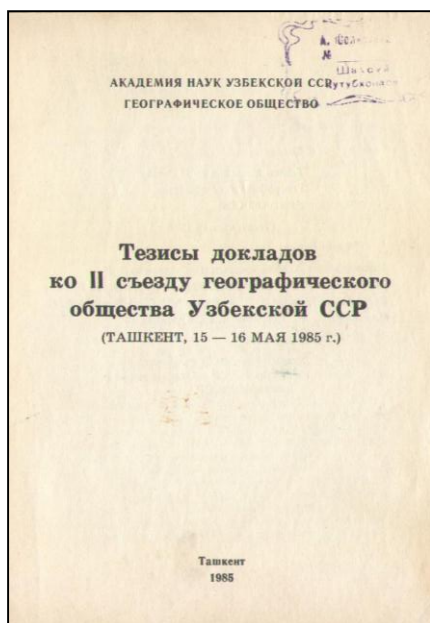 №
АКАДЕМИЯ НАУК УЗБЕКСКОЙ ССР
ГЕОГРАФИЧЕСКОЕ ОБЩЕСТВО
Тезисы докладов
ко II съезду географического
общества Узбекской ССР
(ТАШКЕНТ, 15 — 16 МАЯ 1985 г.)
Ташкент
1985